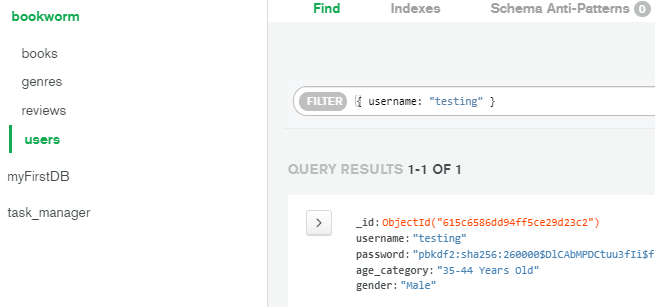 bookworm
books
genres
reviews
users
myFirstDB
task_manager
Find Indexes Schema Anti-Patterns 0
FILTER { username: "testing" }
QUERY RESULTS 1-1 OF 1
_id: ObjectId("615c6586dd94ff5ce29d23c2")
username: "testing"
password: "pbkdf2:sha256:260000$DlCAbMPDCtuu3fIi$f
age_category: "35-44 Years Old"
gender: "Male"